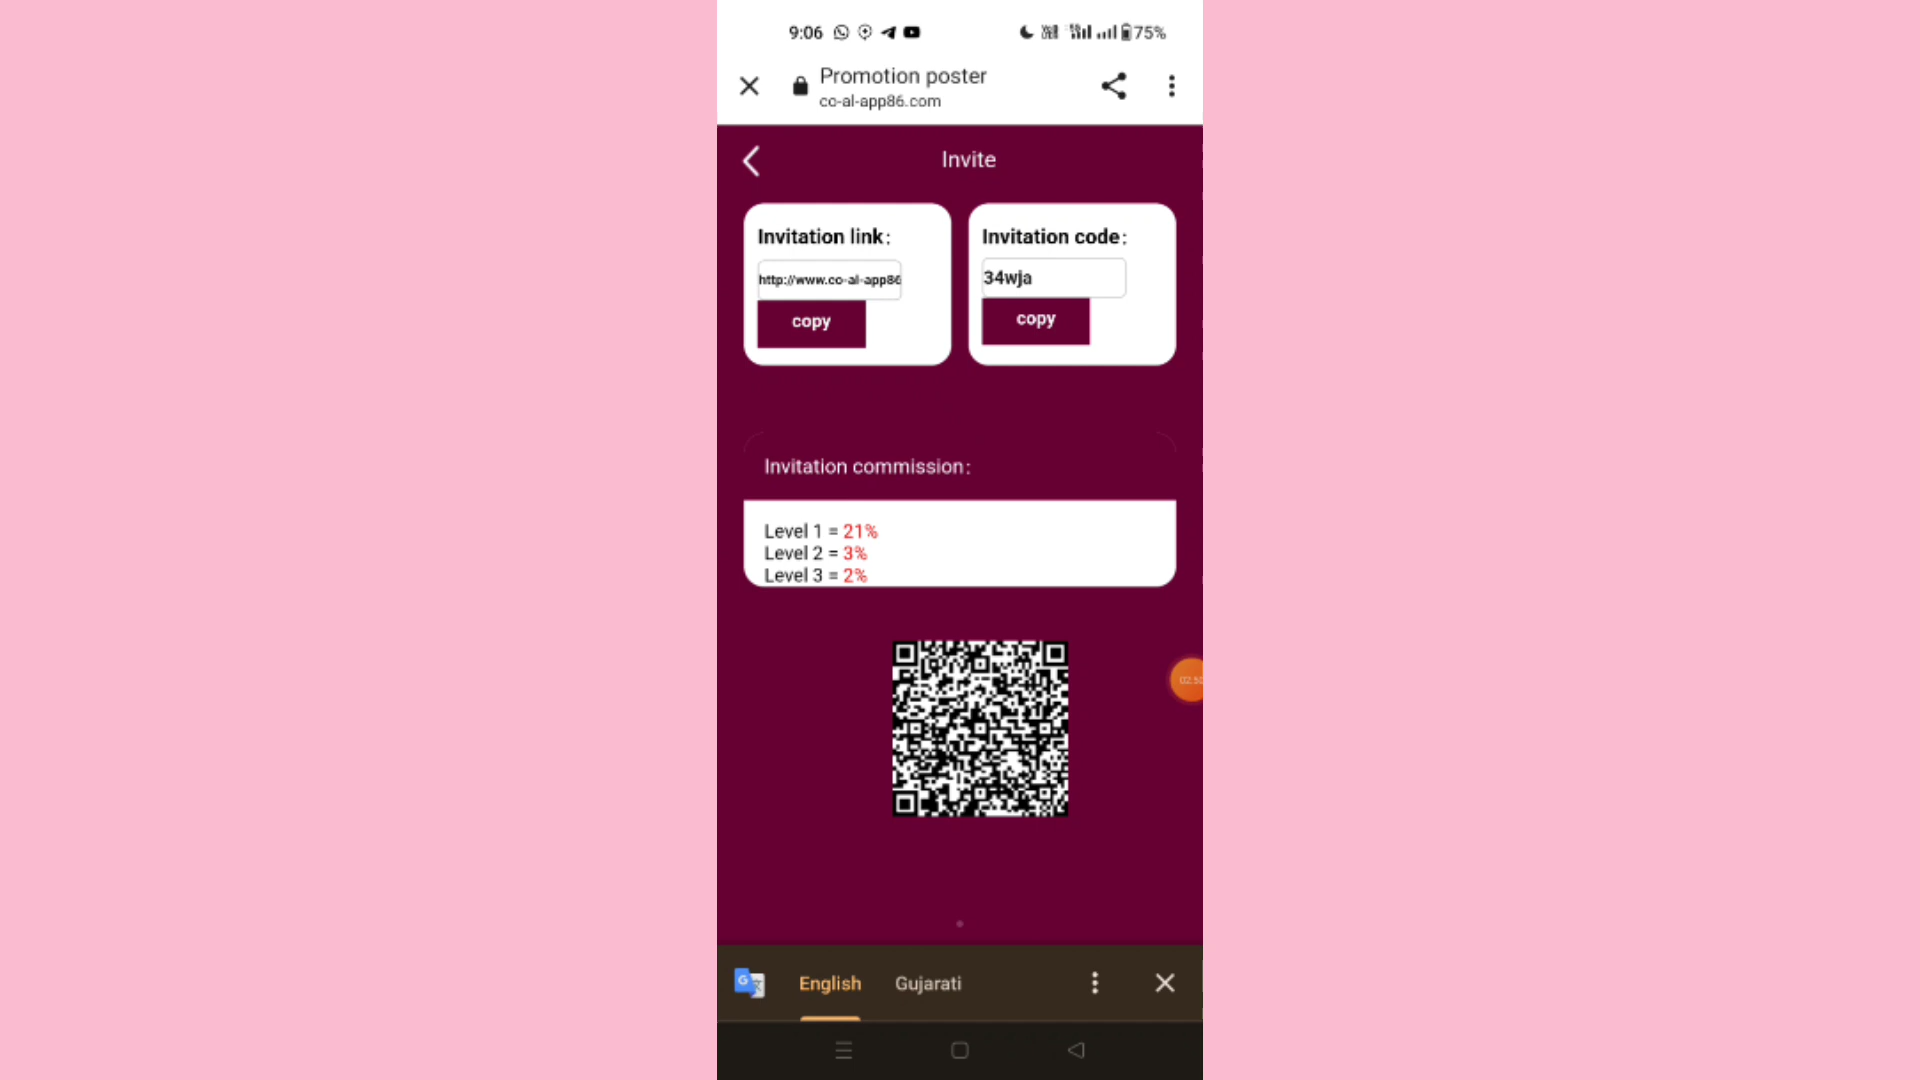 9:06
75%
Promotion poster
co-al-app86.com
Invite
Invitation link:
http://www.co-al-app86
copy
Invitation code:
34wja
copy
Invitation commission:
Level 1 = 21%
Level 2 = 3%
Level 3 = 2%
English
Gujarati